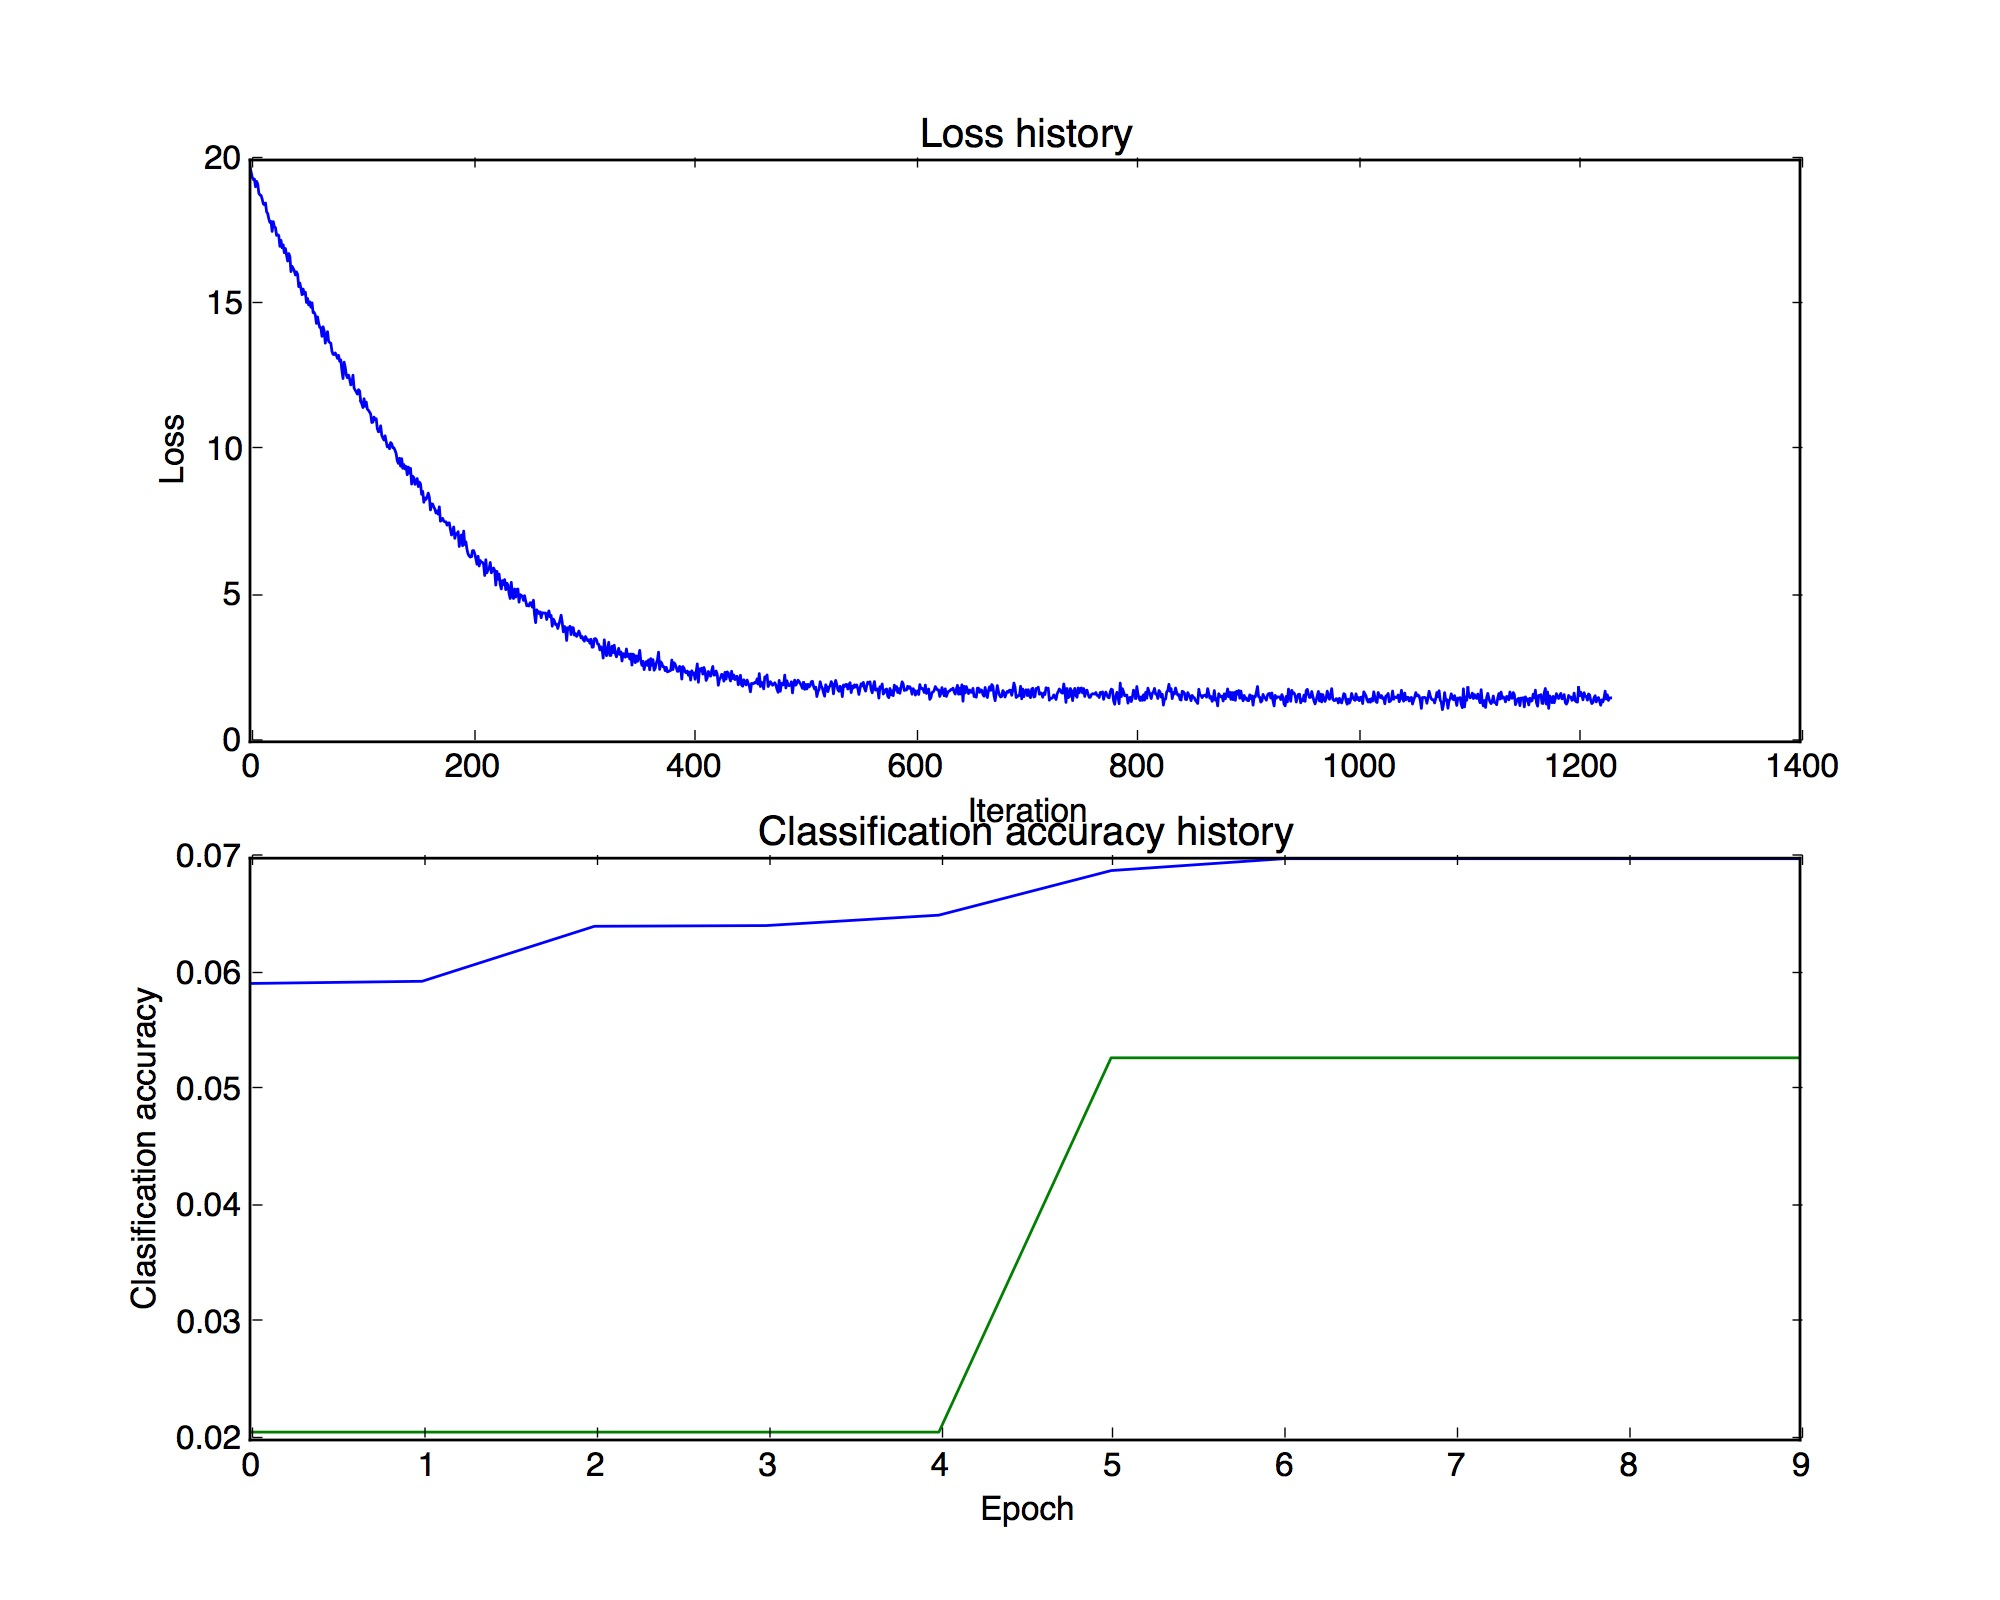 Loss history
20
15
10
5
0
Loss
0 200 400 600 800 1000 1200 1400
Iteration
Classification accuracy history
0.07
0.06
0.05
0.04
0.03
0.02
Clasification accuracy
0 1 2 3 4 5 6 7 8 9
Epoch